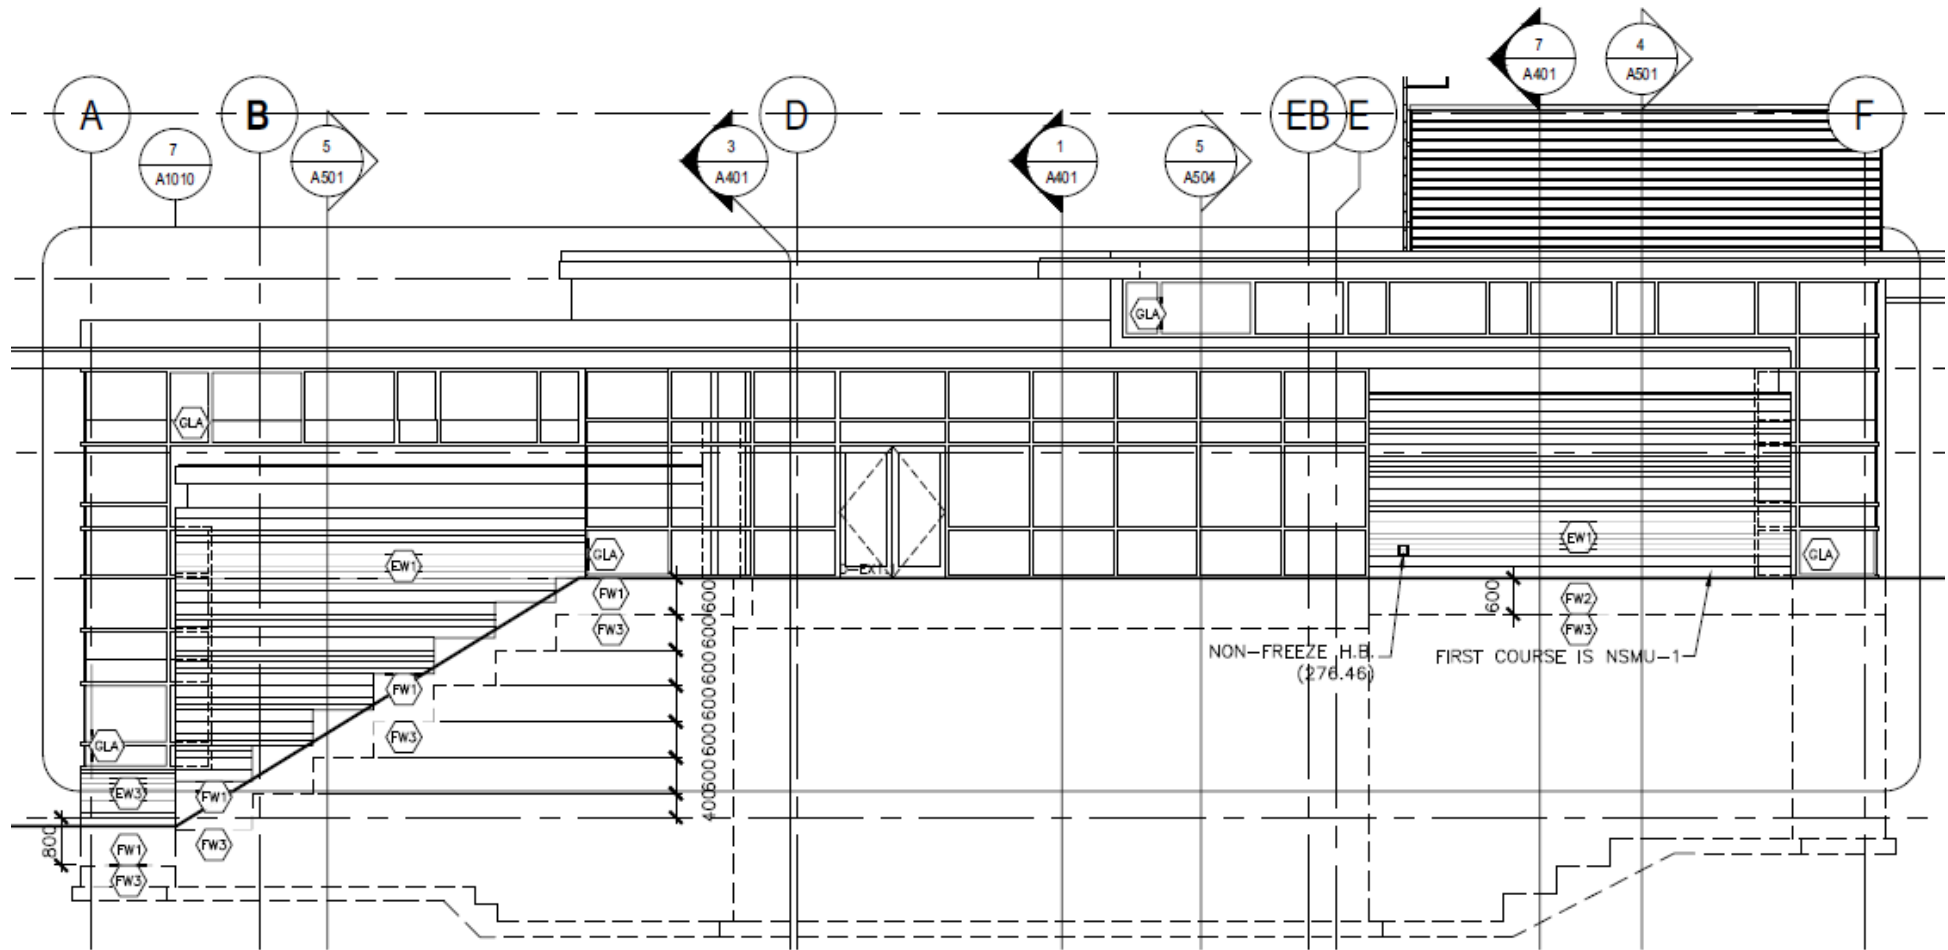 7
A401
4
A501
A
B
D
EB
E
F
7
A1010
5
A501
3
A401
1
A401
5
A504
GLA
GLA
GLA
EW1
EW1
GLA
GLA
FW1
FW3
600
FW2
FW3
NON-FREEZE H.B.
(276.46)
FIRST COURSE IS NSMU-1
FW1
FW3
600
600
600
600
600
600
400
EW3
FW1
FW3
800
FW1
FW3